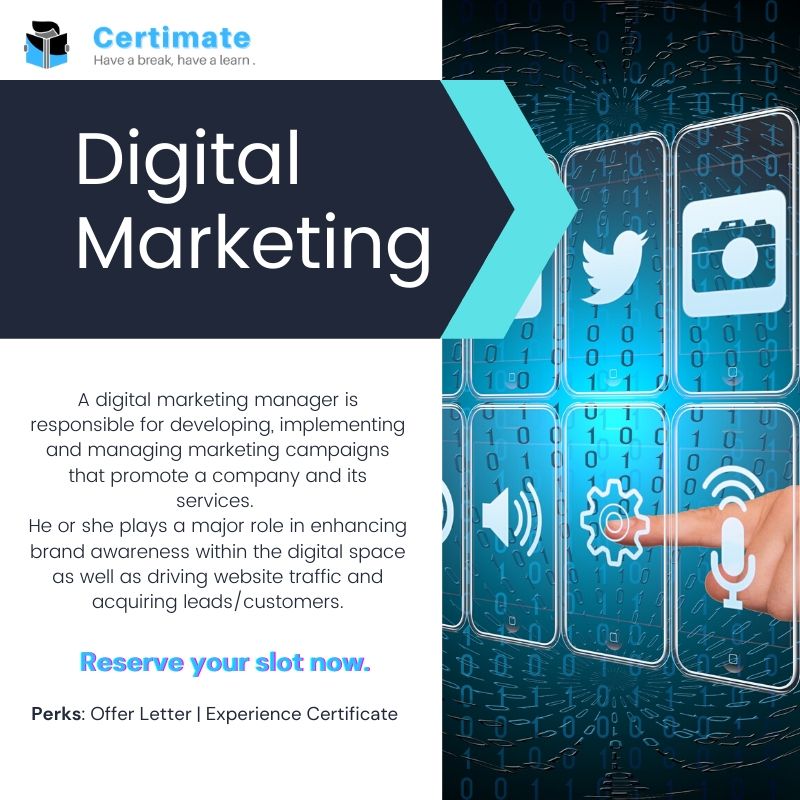 Certimate
Have a break, have a learn .
Digital
Marketing
A digital marketing manager is
responsible for developing, implementing
and managing marketing campaigns
that promote a company and its
services.
He or she plays a major role in enhancing
brand awareness within the digital space
as well as driving website traffic and
acquiring leads/customers.
Reserve your slot now.
Perks: Offer Letter | Experience Certificate